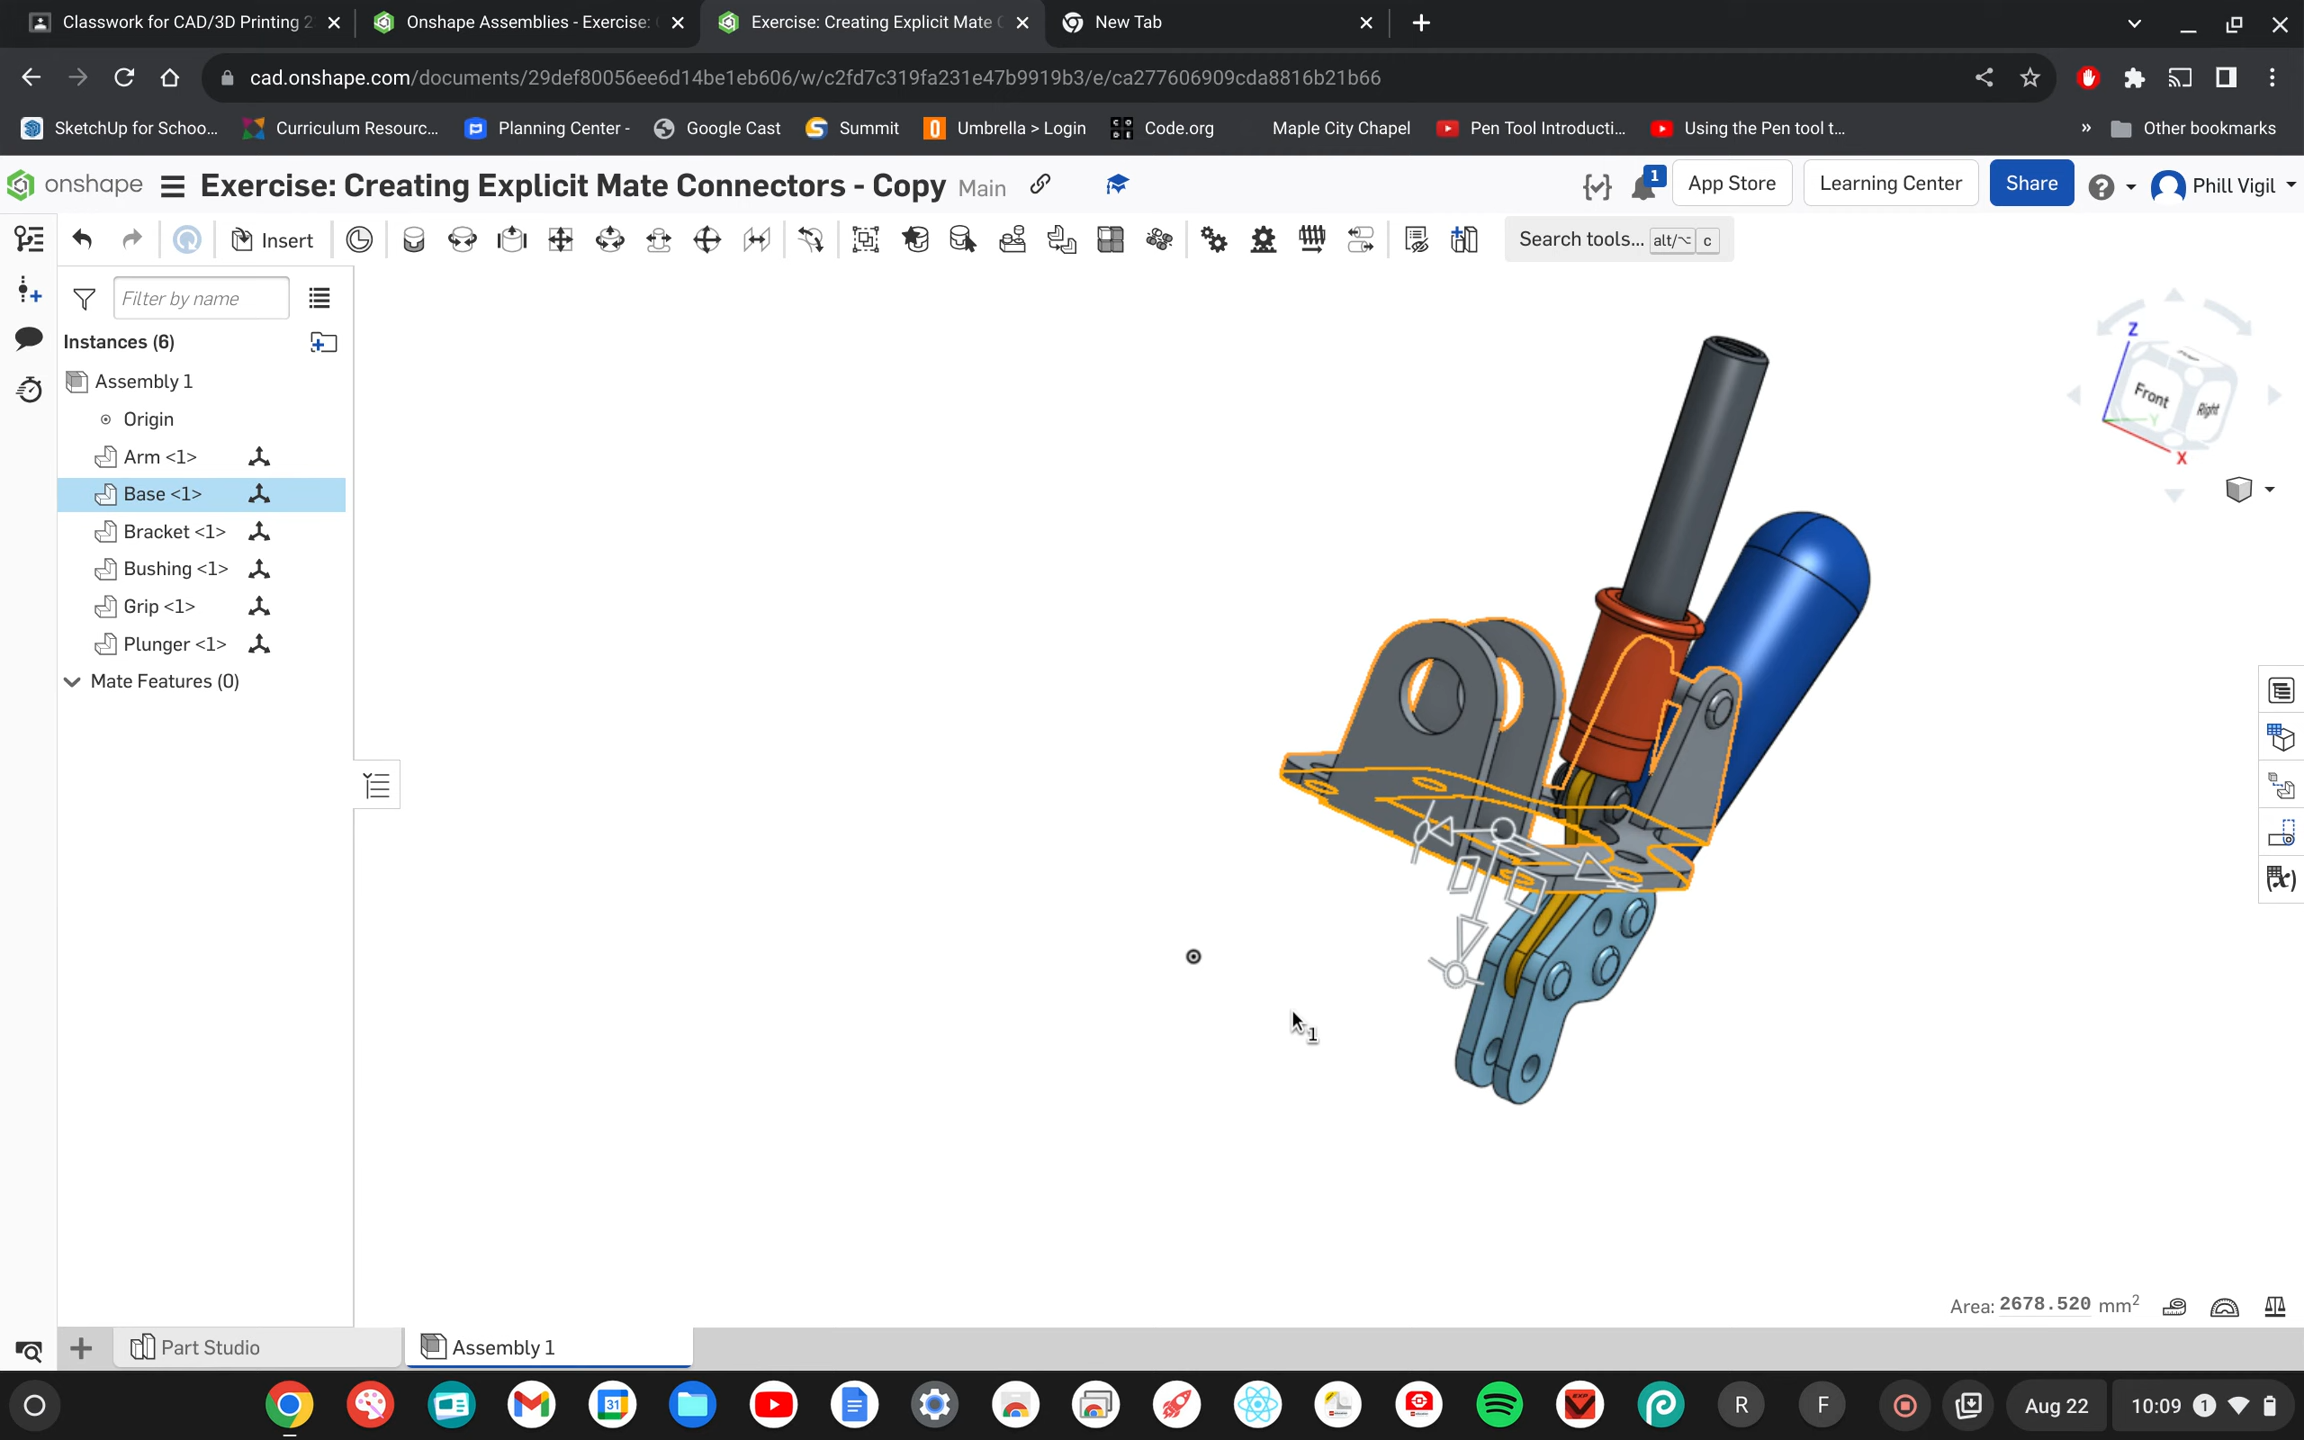 Classwork for CAD/3D Printing 2
Onshape Assemblies - Exercise:
Exercise: Creating Explicit Mate C
New Tab
cad.onshape.com/documents/29def80056ee6d14be1eb606/w/c2fd7c319fa231e47b9919b3/e/ca277606909cda8816b21b66
SketchUp for Schoo...
Curriculum Resourc...
Planning Center -
Google Cast
Summit
Umbrella > Login
Code.org
Maple City Chapel
Pen Tool Introducti...
Using the Pen tool t...
»
Other bookmarks
onshape
Exercise: Creating Explicit Mate Connectors - Copy
Main
1
App Store
Learning Center
Share
Phill Vigil
Insert
Search tools... alt/⌥ c
Filter by name
Instances (6)
Assembly 1
Origin
Arm <1>
Base <1>
Bracket <1>
Bushing <1>
Grip <1>
Plunger <1>
Mate Features (0)
Z
Front
Right
Y
X
1
(x)
Area: 2678.520 mm²
Part Studio
Assembly 1
31
R
F
Aug 22
10:09
1